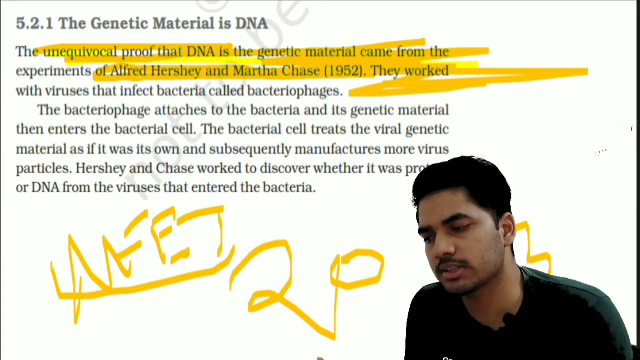 5.2.1 The Genetic Material is DNA
The unequivocal proof that DNA is the genetic material came from the
experiments of Alfred Hershey and Martha Chase (1952). They worked
with viruses that infect bacteria called bacteriophages.
The bacteriophage attaches to the bacteria and its genetic material
then enters the bacterial cell. The bacterial cell treats the viral genetic
material as if it was its own and subsequently manufactures more virus
particles. Hershey and Chase worked to discover whether it was
or DNA from the viruses that entered the bacteria.
NEET 20